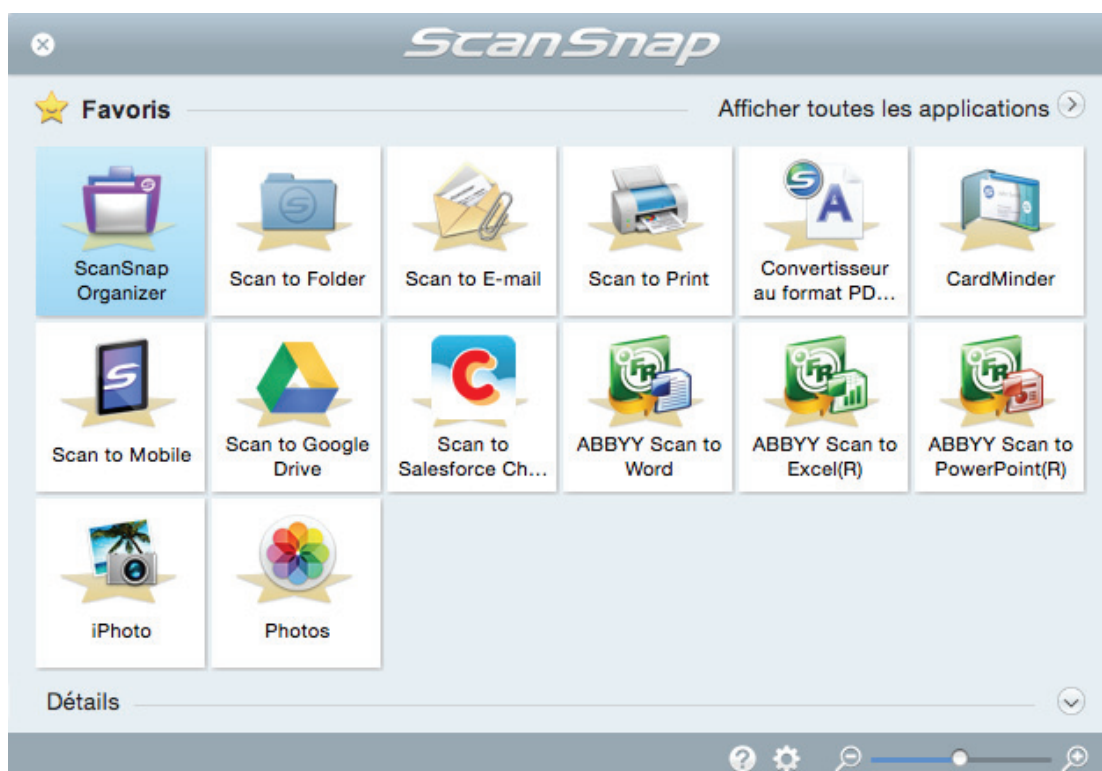 ScanSnap
Favoris
Afficher toutes les applications
ScanSnap
Organizer
Scan to Folder
Scan to E-mail
Scan to Print
Convertisseur
au format PD...
CardMinder
Scan to Mobile
Scan to Google
Drive
Scan to
Salesforce Ch...
ABBYY Scan to
Word
ABBYY Scan to
Excel(R)
ABBYY Scan to
PowerPoint(R)
iPhoto
Photos
Détails